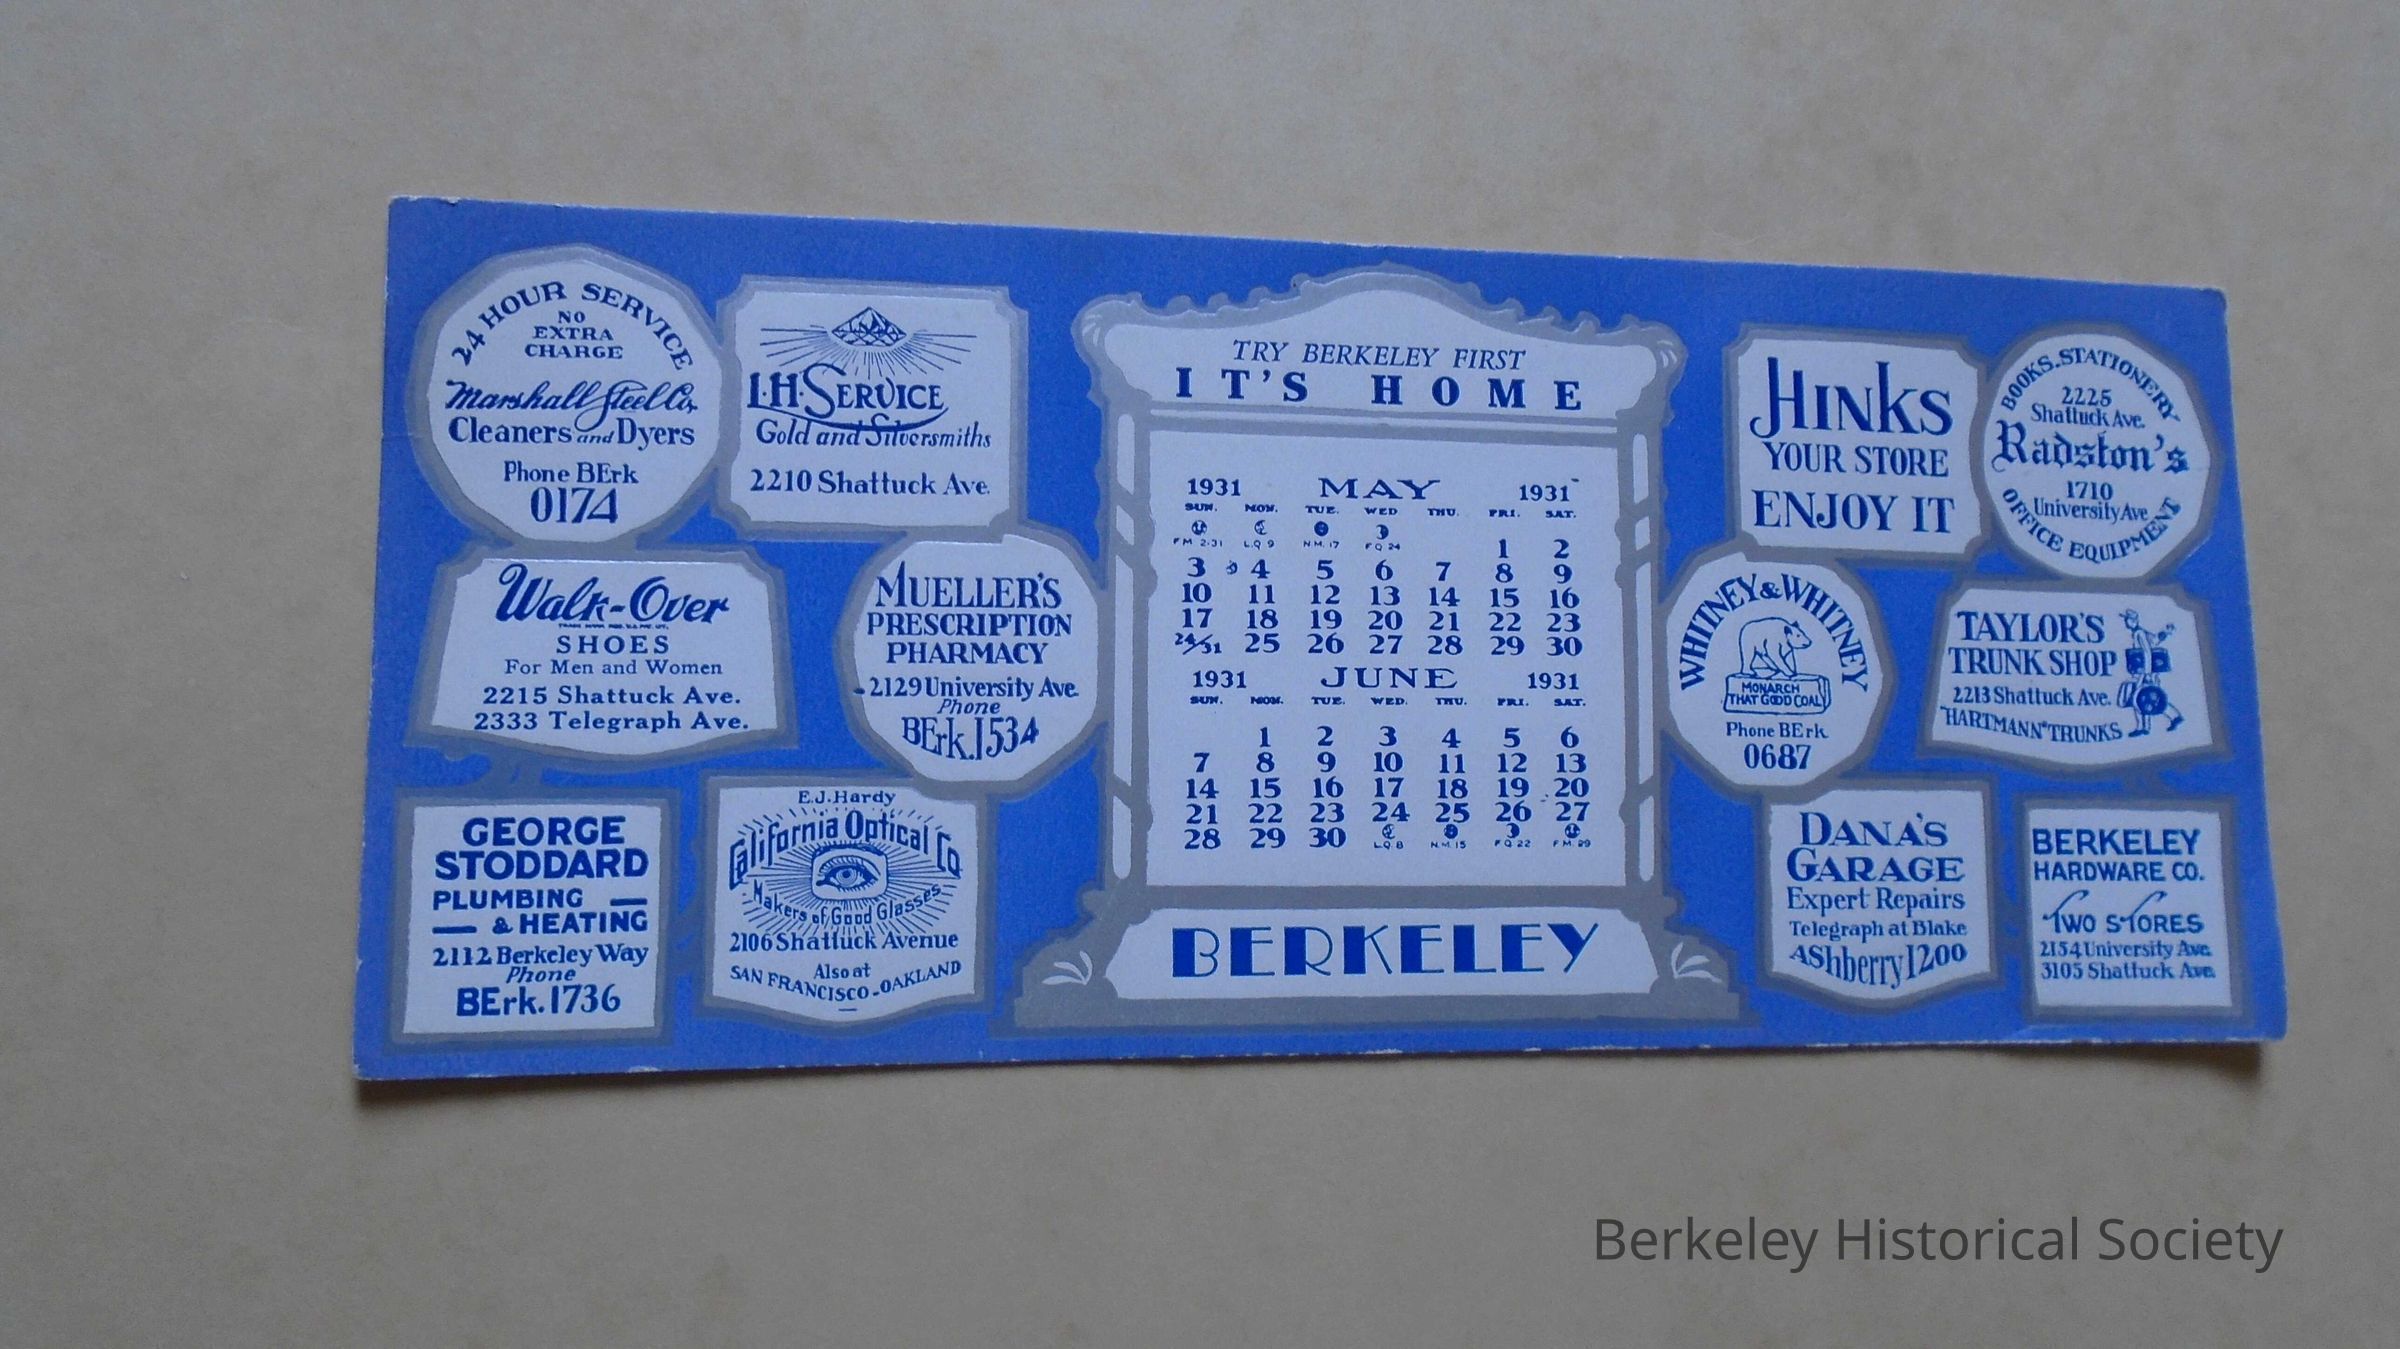 24 HOUR SERVICE
NO
EXTRA
CHARGE
Marshall Steel Co.
Cleaners and Dyers
Phone BErk
0174
L.H. SERVICE
Gold and Silversmiths
2210 Shattuck Ave.
Walk-Over
SHOES
For Men and Women
2215 Shattuck Ave.
2333 Telegraph Ave.
MUELLER'S
PRESCRIPTION
PHARMACY
2129 University Ave.
Phone
BErk.1534
GEORGE
STODDARD
PLUMBING
& HEATING
2112 Berkeley Way
Phone
BErk.1736
E.J. Hardy
California Optical Co.
Makers of Good Glasses
2106 Shattuck Avenue
Also at
SAN FRANCISCO - OAKLAND
TRY BERKELEY FIRST
IT'S HOME
1931 MAY 1931
SUN. MON. TUE. WED THU. FRI. SAT.
F.M. 2-31 L.Q. 9 N.M. 17 F.Q. 24
1 2
3 4 5 6 7 8 9
10 11 12 13 14 15 16
17 18 19 20 21 22 23
24/31 25 26 27 28 29 30
1931 JUNE 1931
SUN. MON. TUE. WED. THU. FRI. SAT.
1 2 3 4 5 6
7 8 9 10 11 12 13
14 15 16 17 18 19 20
21 22 23 24 25 26 27
28 29 30
L.Q. 8 N.M. 15 F.Q. 22 F.M. 29
BERKELEY
HINKS
YOUR STORE
ENJOY IT
BOOKS. STATIONERY
2225
Shattuck Ave.
Radston's
1710
University Ave
OFFICE EQUIPMENT
WHITNEY & WHITNEY
MONARCH
THAT GOOD COAL
Phone BErk.
0687
TAYLOR'S
TRUNK SHOP
2213 Shattuck Ave.
"HARTMANN" TRUNKS
DANA'S
GARAGE
Expert Repairs
Telegraph at Blake
AShberry 1200
BERKELEY
HARDWARE CO.
TWO STORES
2154 University Ave.
3105 Shattuck Ave.
Berkeley Historical Society